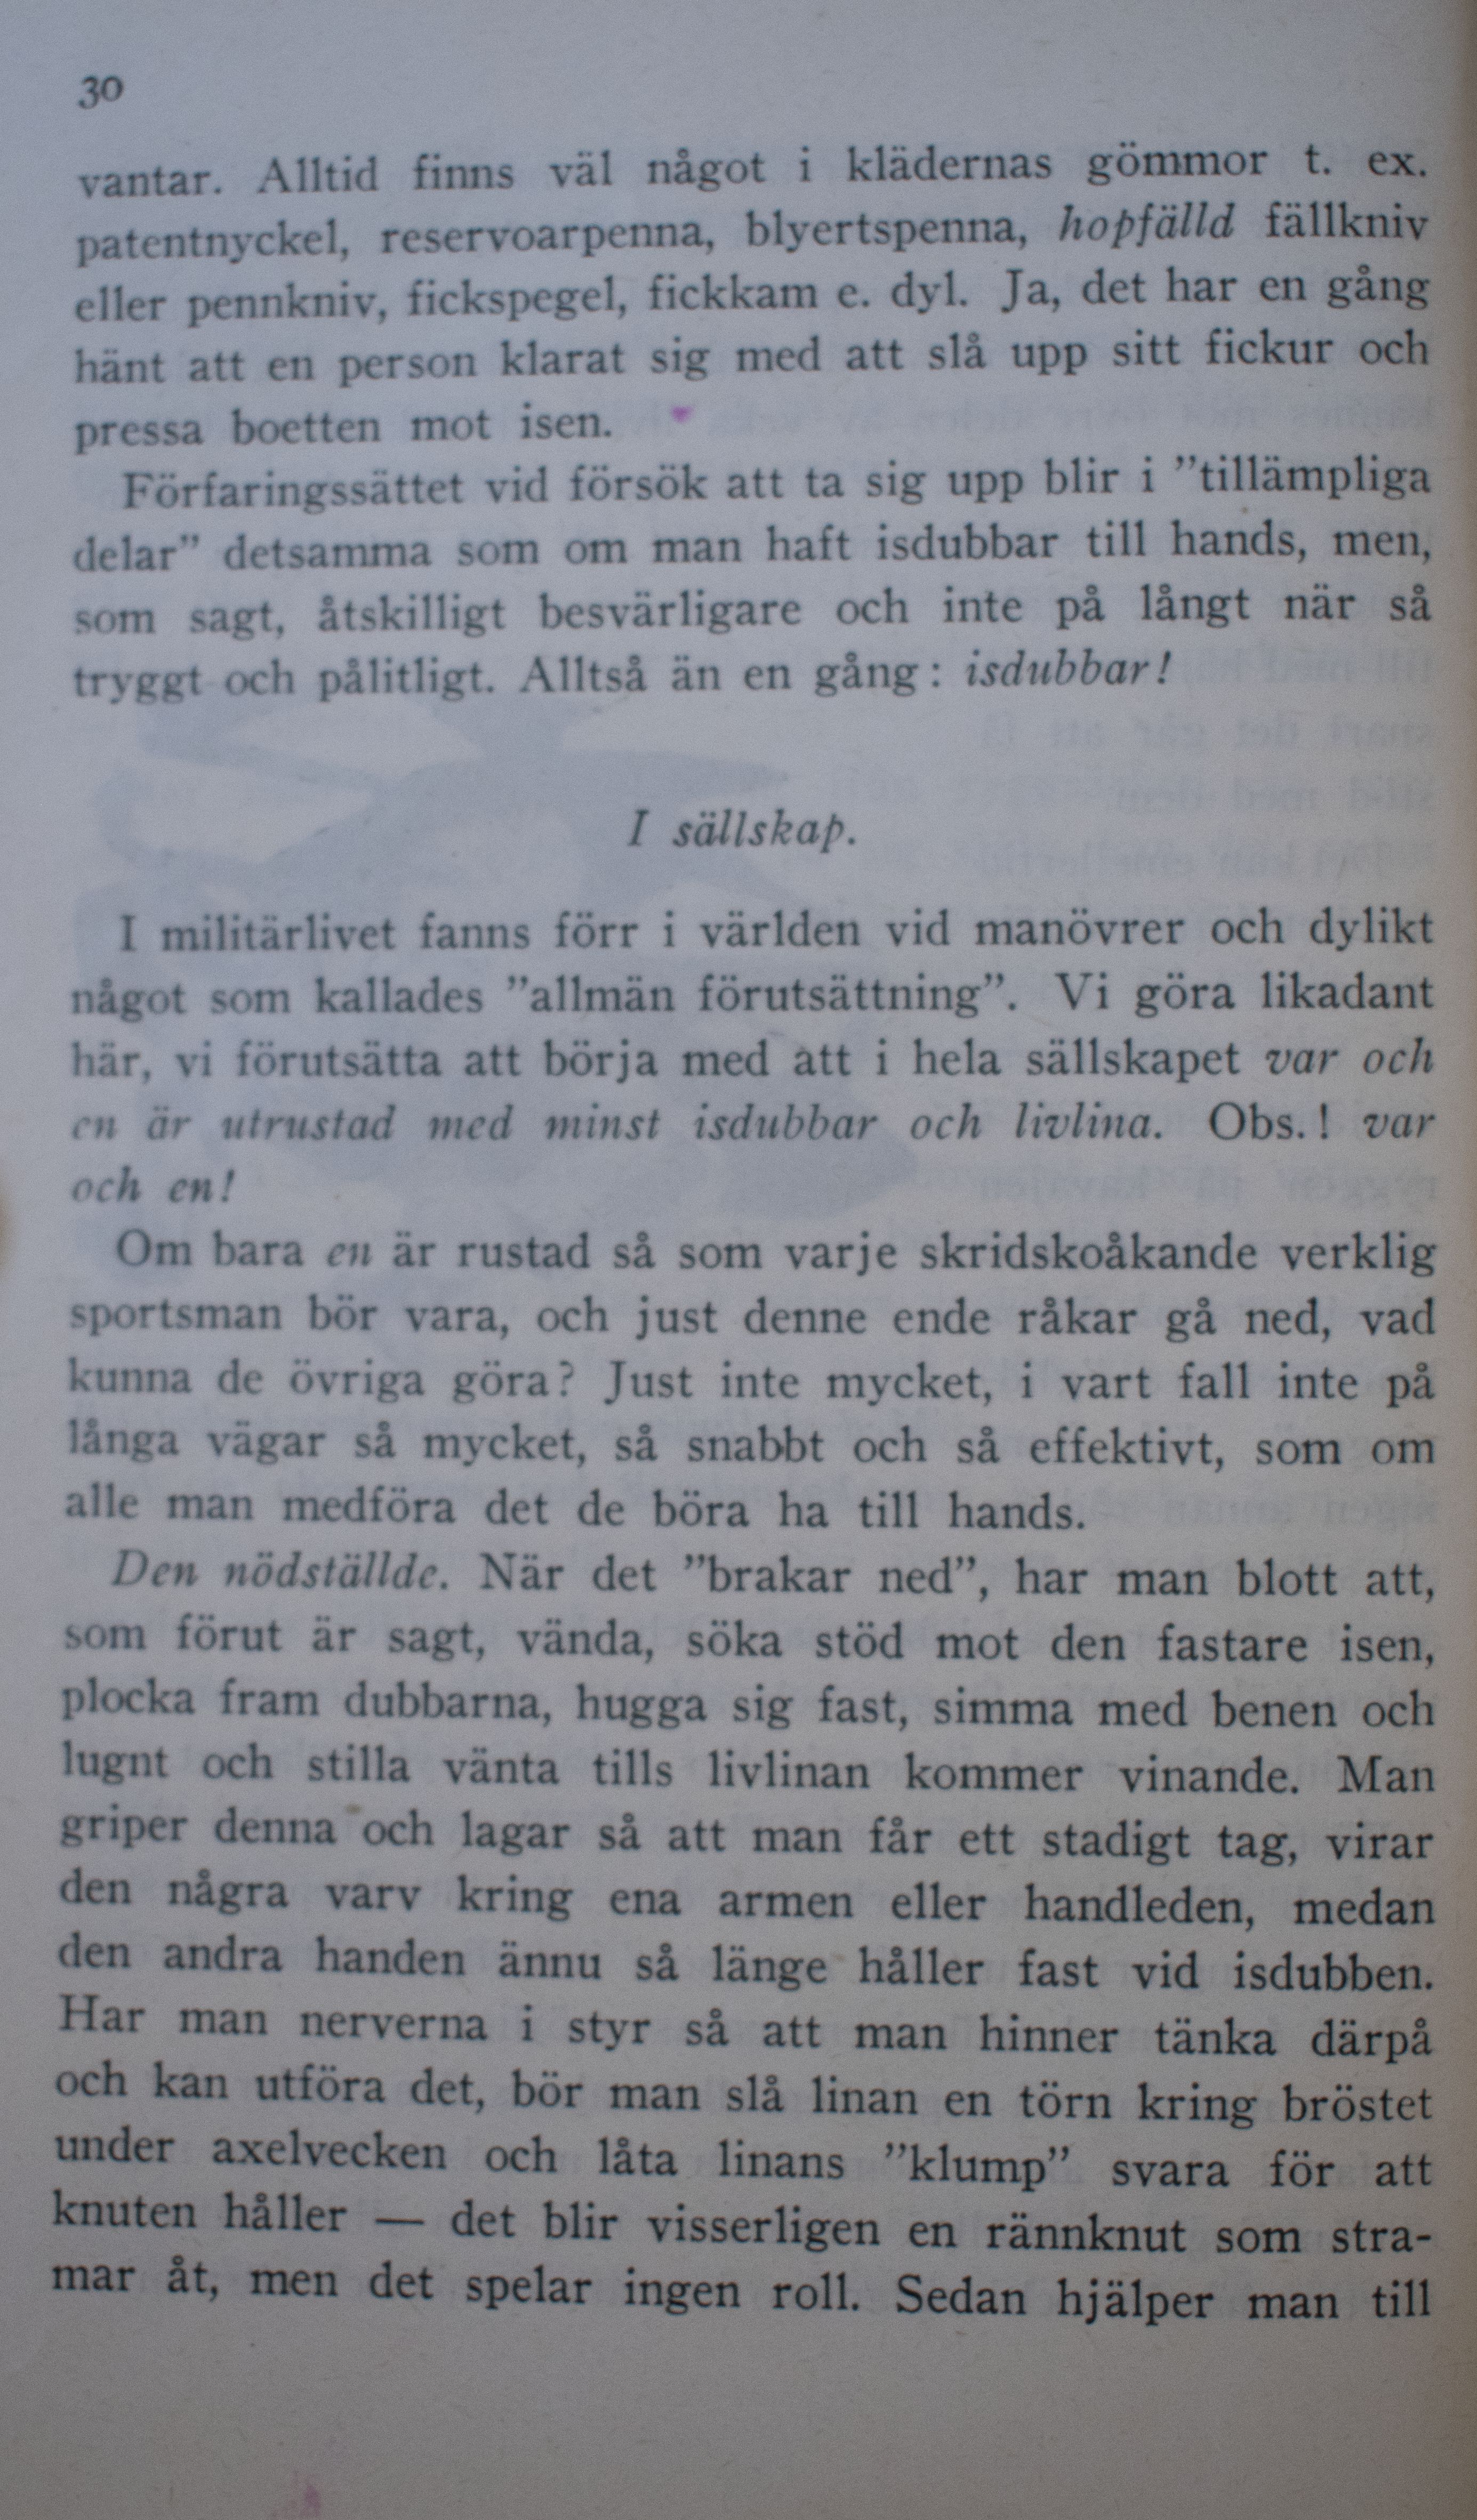 30
vantar. Alltid finns väl något i klädernas gömmor t. ex.
patentnyckel, reservoarpenna, blyertspenna, hopfälld fällkniv
eller pennkniv, fickspegel, fickkam e. dyl. Ja, det har en gång
hänt att en person klarat sig med att slå upp sitt fickur och
pressa boetten mot isen.
Förfaringssättet vid försök att ta sig upp blir i ”tillämpliga
delar” detsamma som om man haft isdubbar till hands, men,
som sagt, åtskilligt besvärligare och inte på långt när så
tryggt och pålitligt. Alltså än en gång: isdubbar!
I sällskap.
I militärlivet fanns förr i världen vid manövrer och dylikt
något som kallades ”allmän förutsättning”. Vi göra likadant
här, vi förutsätta att börja med att i hela sällskapet var och
en är utrustad med minst isdubbar och livlina. Obs.! var
och en!
Om bara en är rustad så som varje skridskoåkande verklig
sportsman bör vara, och just denne ende råkar gå ned, vad
kunna de övriga göra? Just inte mycket, i vart fall inte på
långa vägar så mycket, så snabbt och så effektivt, som om
alle man medföra det de böra ha till hands.
Den nödställde. När det ”brakar ned”, har man blott att,
som förut är sagt, vända, söka stöd mot den fastare isen,
plocka fram dubbarna, hugga sig fast, simma med benen och
lugnt och stilla vänta tills livlinan kommer vinande. Man
griper denna och lagar så att man får ett stadigt tag, virar
den några varv kring ena armen eller handleden, medan
den andra handen ännu så länge håller fast vid isdubben.
Har man nerverna i styr så att man hinner tänka därpå
och kan utföra det, bör man slå linan en törn kring bröstet
under axelvecken och låta linans ”klump” svara för att
knuten håller — det blir visserligen en rännknut som stra-
mar åt, men det spelar ingen roll. Sedan hjälper man till